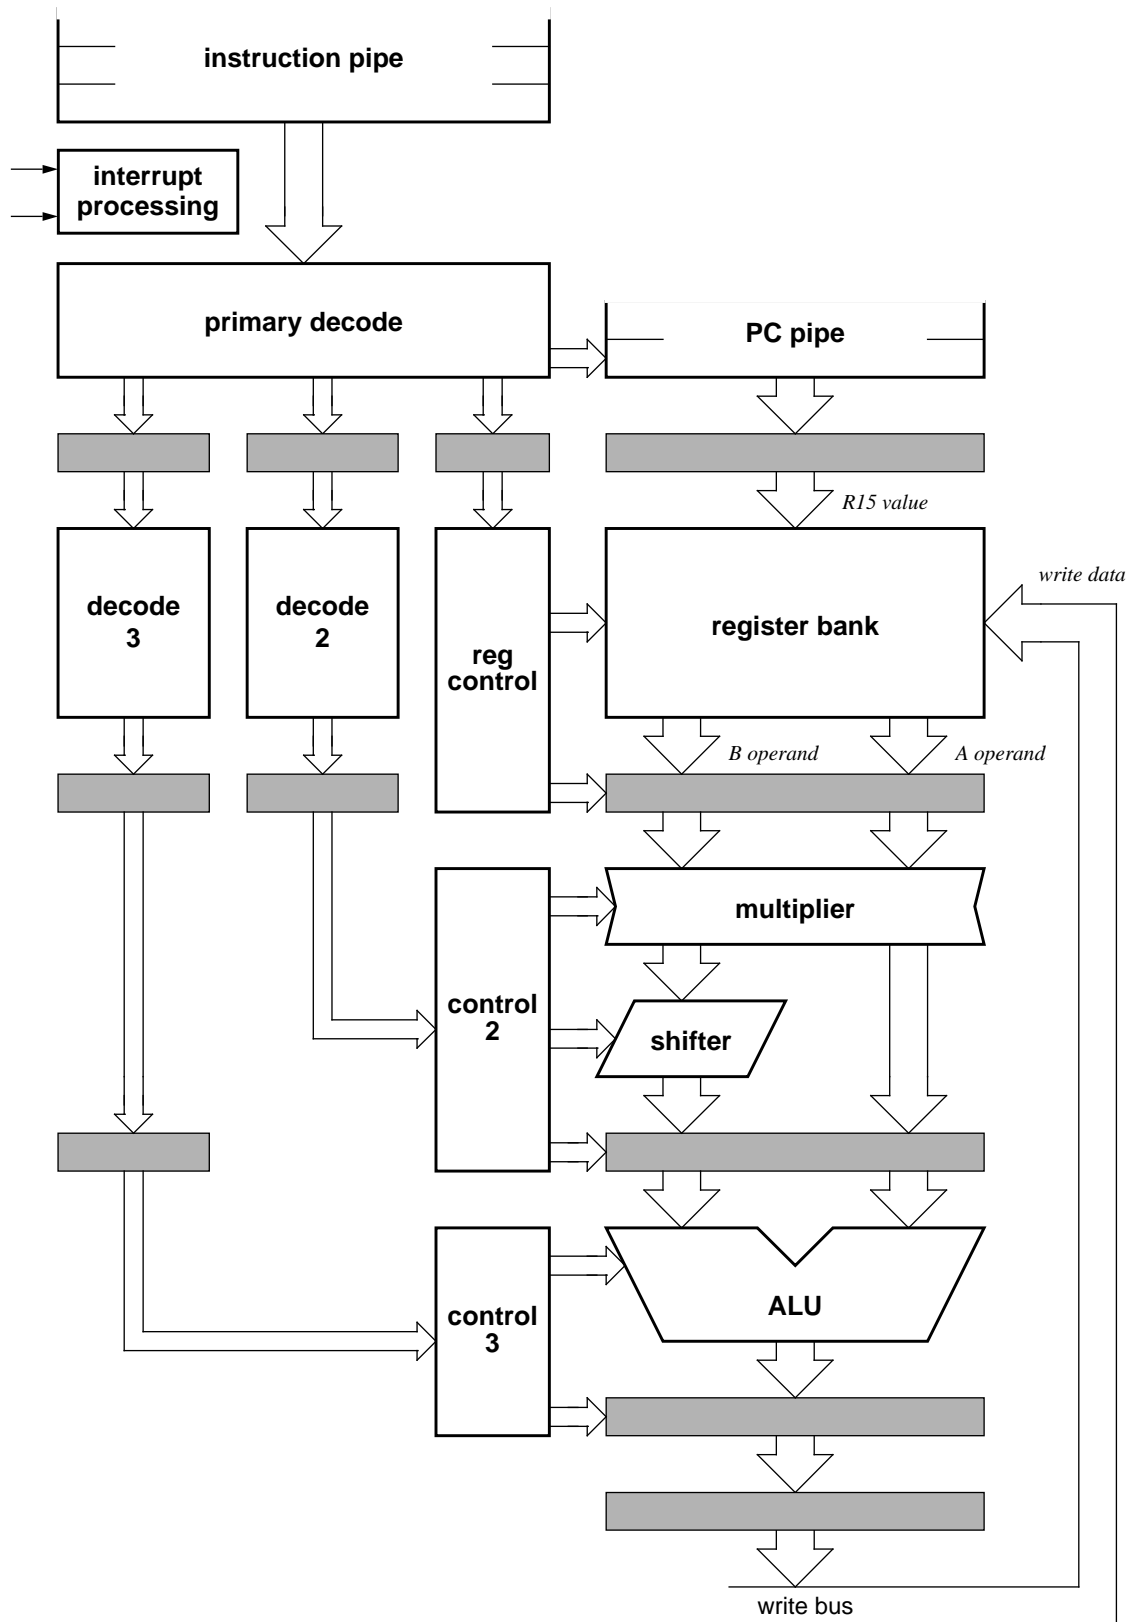 instruction pipe
interrupt
processing
primary decode
PC pipe
R15 value
decode
3
decode
2
reg
control
register bank
write data
B operand
A operand
multiplier
control
2
shifter
control
3
ALU
write bus